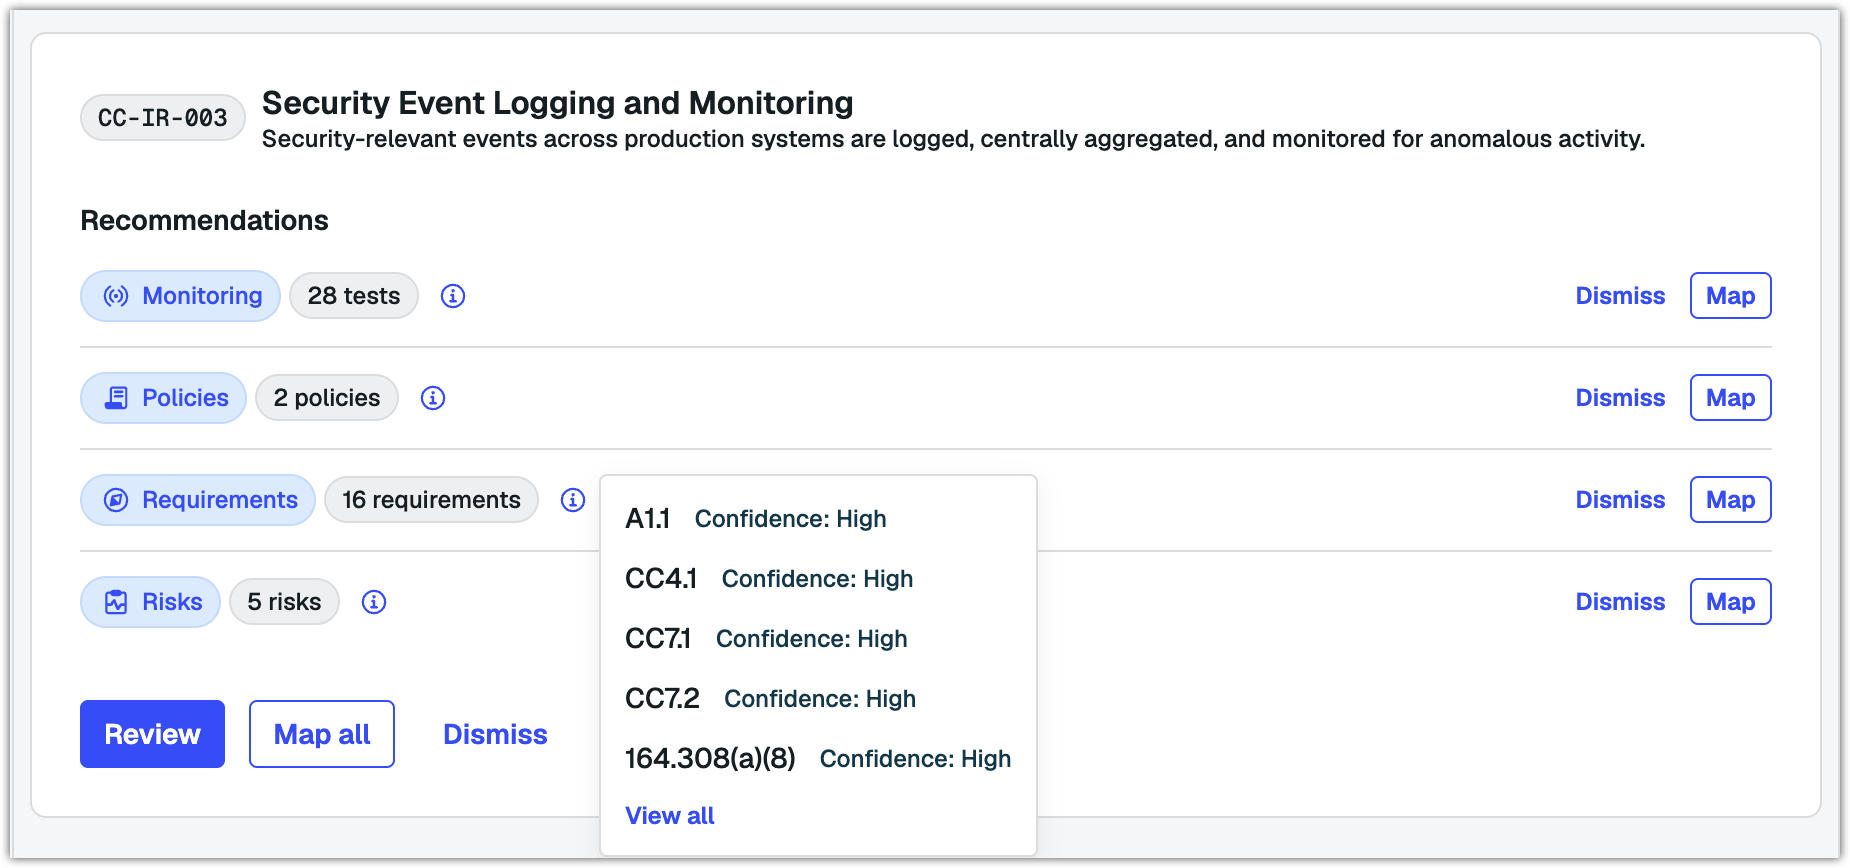 CC-IR-003
Security Event Logging and Monitoring
Security-relevant events across production systems are logged, centrally aggregated, and monitored for anomalous activity.
Recommendations
Monitoring 28 tests Dismiss Map
Policies 2 policies Dismiss Map
Requirements 16 requirements Dismiss Map
Risks 5 risks Dismiss Map
A1.1 Confidence: High
CC4.1 Confidence: High
CC7.1 Confidence: High
CC7.2 Confidence: High
164.308(a)(8) Confidence: High
View all
Review Map all Dismiss